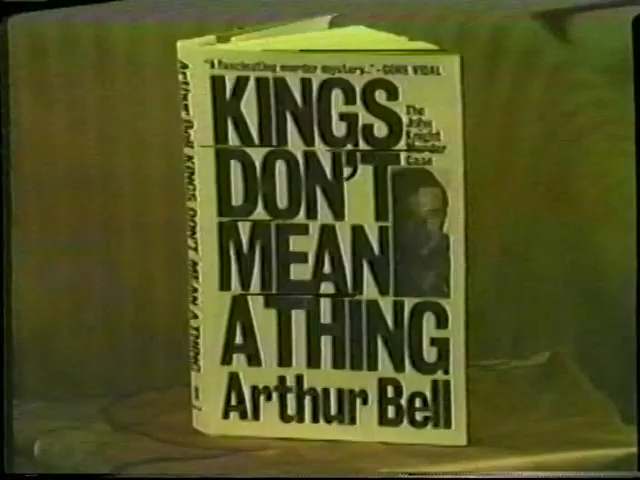 "A fascinating murder mystery.." -GORE VIDAL
KINGS
The
John
Knight
Murder
Case
DON'T
MEAN
A THING
Arthur Bell
Arthur Bell KINGS DON'T MEAN A THING